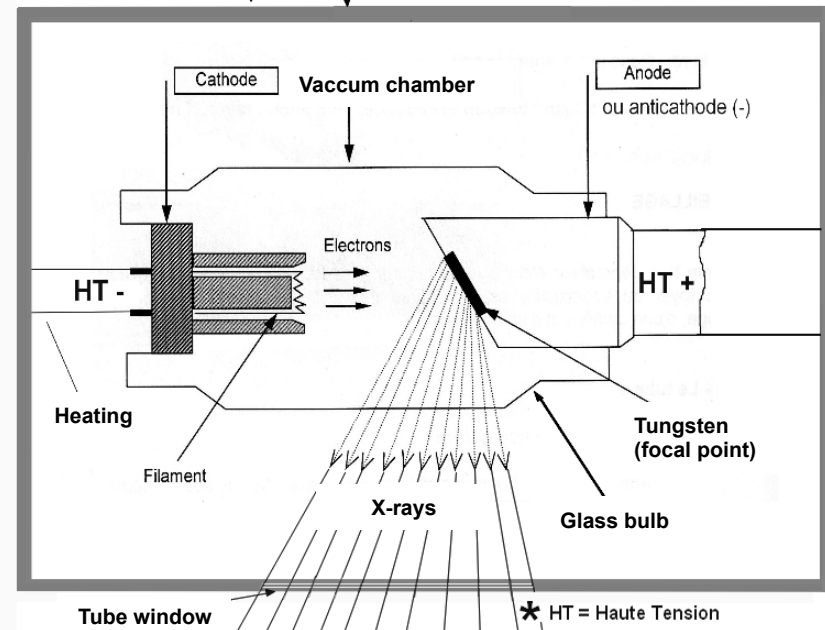 Cathode
Vaccum chamber
Anode
ou anticathode (-)
Electrons
HT -
HT +
Heating
Filament
Tungsten
(focal point)
X-rays
Glass bulb
Tube window
* HT = Haute Tension